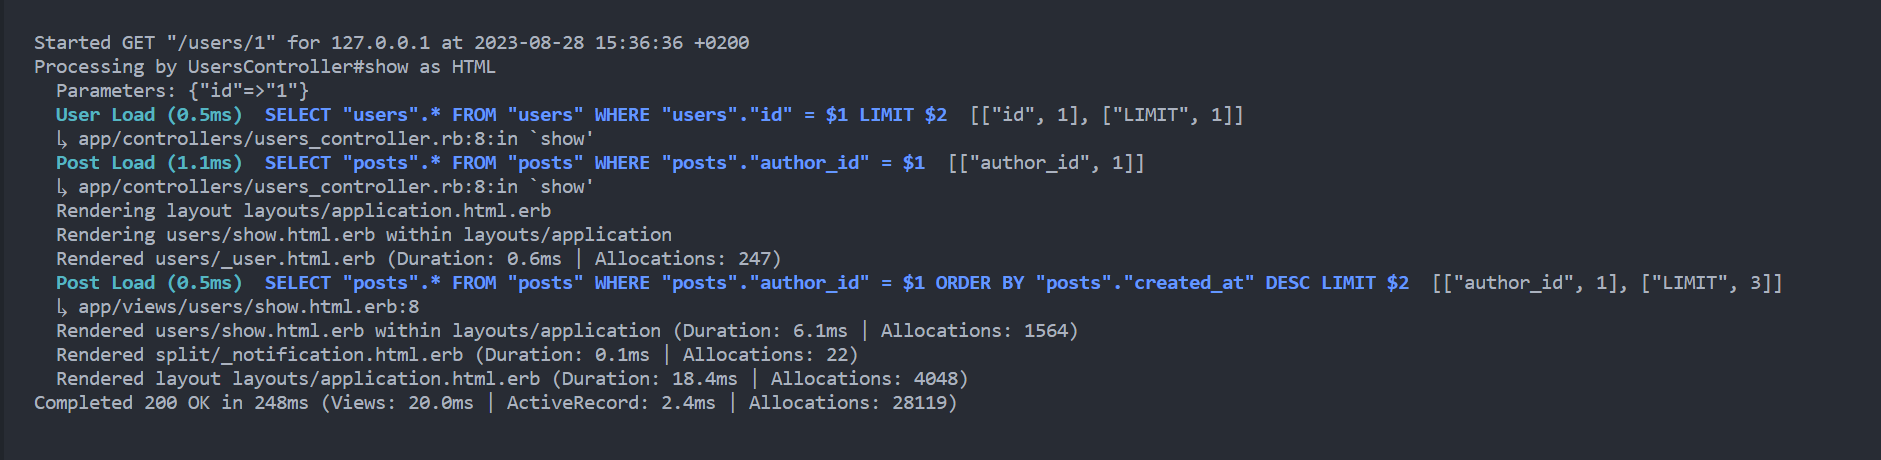 Started GET "/users/1" for 127.0.0.1 at 2023-08-28 15:36:36 +0200
Processing by UsersController#show as HTML
  Parameters: {"id"=>"1"}
  User Load (0.5ms)  SELECT "users".* FROM "users" WHERE "users"."id" = $1 LIMIT $2  [["id", 1], ["LIMIT", 1]]
  ↳ app/controllers/users_controller.rb:8:in `show'
  Post Load (1.1ms)  SELECT "posts".* FROM "posts" WHERE "posts"."author_id" = $1  [["author_id", 1]]
  ↳ app/controllers/users_controller.rb:8:in `show'
  Rendering layout layouts/application.html.erb
  Rendering users/show.html.erb within layouts/application
  Rendered users/_user.html.erb (Duration: 0.6ms | Allocations: 247)
  Post Load (0.5ms)  SELECT "posts".* FROM "posts" WHERE "posts"."author_id" = $1 ORDER BY "posts"."created_at" DESC LIMIT $2  [["author_id", 1], ["LIMIT", 3]]
  ↳ app/views/users/show.html.erb:8
  Rendered users/show.html.erb within layouts/application (Duration: 6.1ms | Allocations: 1564)
  Rendered split/_notification.html.erb (Duration: 0.1ms | Allocations: 22)
  Rendered layout layouts/application.html.erb (Duration: 18.4ms | Allocations: 4048)
Completed 200 OK in 248ms (Views: 20.0ms | ActiveRecord: 2.4ms | Allocations: 28119)